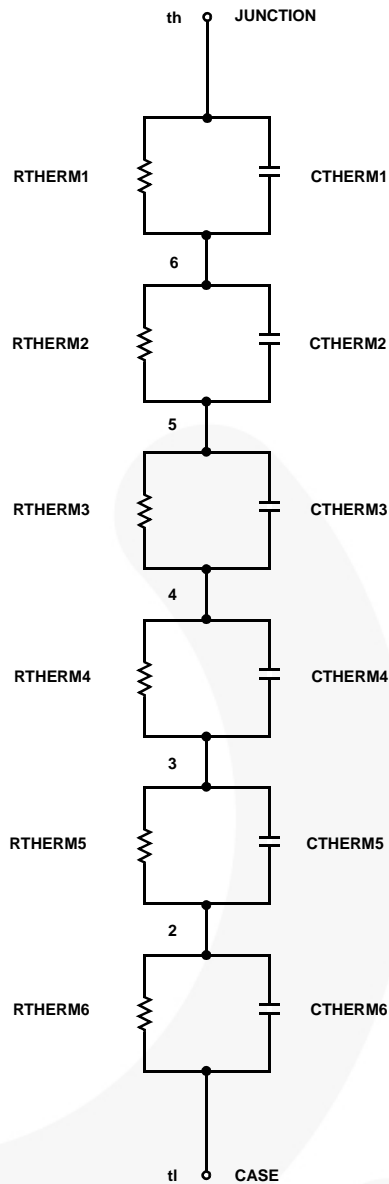 th JUNCTION
RTHERM1 CTHERM1
6
RTHERM2 CTHERM2
5
RTHERM3 CTHERM3
4
RTHERM4 CTHERM4
3
RTHERM5 CTHERM5
2
RTHERM6 CTHERM6
tl CASE